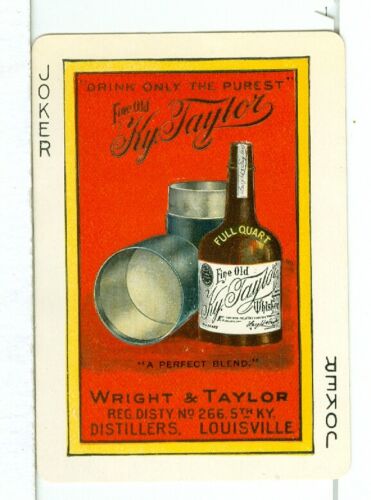 JOKER
"DRINK ONLY THE PUREST"
Fine Old
Ky. Taylor
FULL QUART
Fine Old
Ky. Taylor
Whiskey
"A PERFECT BLEND."
WRIGHT & TAYLOR
REG. DISTY. NO 266, 5TH KY.
DISTILLERS, LOUISVILLE.
JOKER